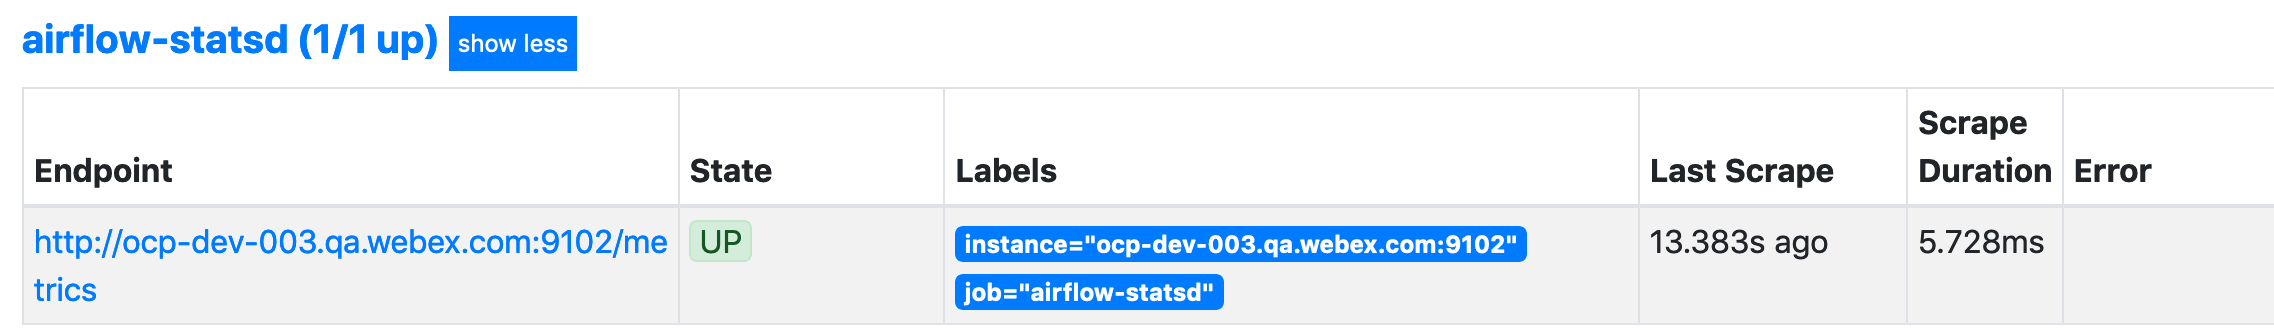 airflow-statsd (1/1 up) show less
Endpoint State Labels Last Scrape Scrape Duration Error
http://ocp-dev-003.qa.webex.com:9102/me
trics
UP
instance="ocp-dev-003.qa.webex.com:9102"
job="airflow-statsd"
13.383s ago
5.728ms